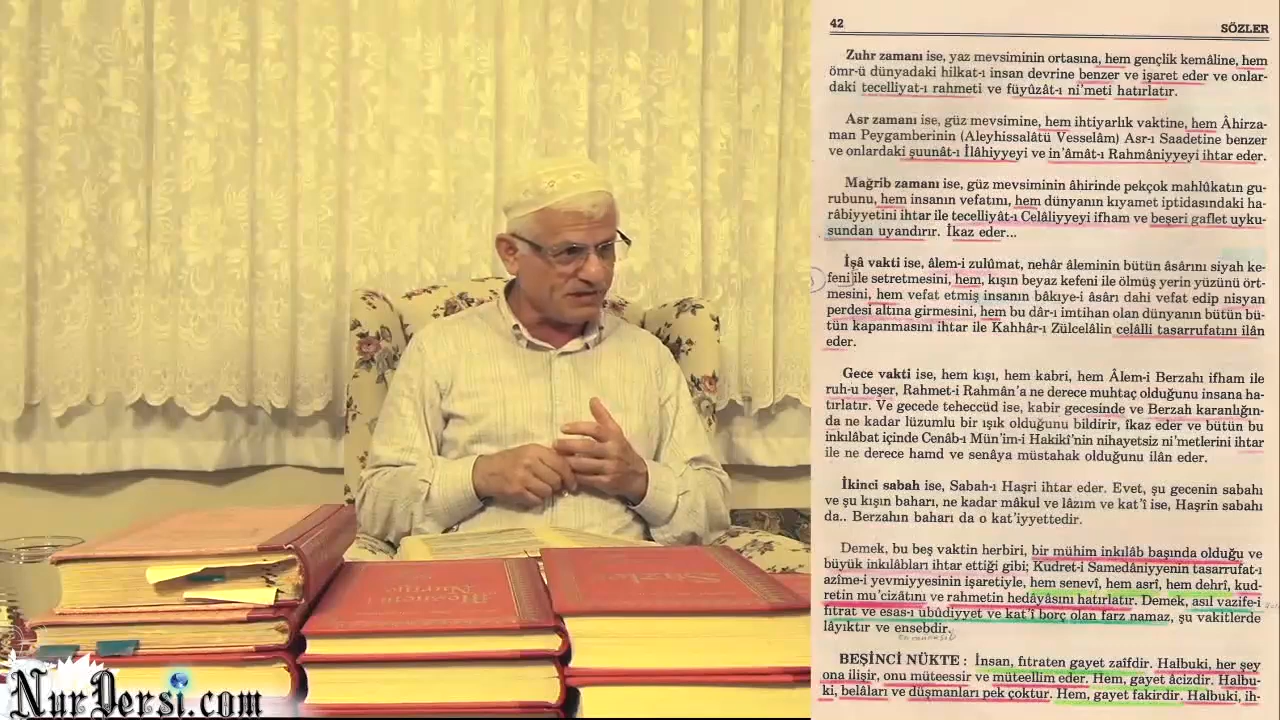 42
SÖZLER
Zuhr zamanı ise, yaz mevsiminin ortasına, hem gençlik kemâline, hem
ömr-ü dünyadaki hilkat-ı insan devrine benzer ve işaret eder ve onlar-
daki tecelliyat-ı rahmeti ve füyûzât-ı ni'meti hatırlatır.
Asr zamanı ise, güz mevsimine, hem ihtiyarlık vaktine, hem Âhirza-
man Peygamberinin (Aleyhissalâtü Vesselâm) Asr-ı Saadetine benzer
ve onlardaki şuunât-ı İlâhiyyeyi ve in'âmât-ı Rahmâniyyeyi ihtar eder.
Mağrib zamanı ise, güz mevsiminin âhirinde pekçok mahlûkatın gu-
rubunu, hem insanın vefatını, hem dünyanın kıyamet iptidasındaki ha-
râbiyyetini ihtar ile tecelliyât-ı Celâliyyeyi ifham ve beşeri gaflet uyku-
sundan uyandırır. İkaz eder...
İşâ vakti ise, âlem-i zulûmat, nehâr âleminin bütün âsârını siyah ke-
feni ile setretmesini, hem, kışın beyaz kefeni ile ölmüş yerin yüzünü ört-
mesini, hem vefat etmiş insanın bâkıye-i âsârı dahi vefat edip nisyan
perdesi altına girmesini, hem bu dâr-ı imtihan olan dünyanın bütün bü-
tün kapanmasını ihtar ile Kahhâr-ı Zülcelâlin celâlli tasarrufatını ilân
eder.
Gece vakti ise, hem kışı, hem kabri, hem Âlem-i Berzahı ifham ile
ruh-u beşer, Rahmet-i Rahmân'a ne derece muhtaç olduğunu insana ha-
tırlatır. Ve gecede teheccüd ise, kabir gecesinde ve Berzah karanlığın-
da ne kadar lüzumlu bir ışık olduğunu bildirir, ikaz eder ve bütün bu
inkılâbat içinde Cenâb-ı Mün'im-i Hakikî'nin nihayetsiz ni'metlerini ihtar
ile ne derece hamd ve senâya müstahak olduğunu ilân eder.
İkinci sabah ise, Sabah-ı Haşri ihtar eder. Evet, şu gecenin sabahı
ve şu kışın baharı, ne kadar mâkul ve lâzım ve kat'î ise, Haşrin sabahı
da.. Berzahın baharı da o kat'iyyettedir.
Demek, bu beş vaktin herbiri, bir mühim inkılâb başında olduğu ve
büyük inkılâbları ihtar ettiği gibi; Kudret-i Samedâniyyenin tasarrufat-ı
azîme-i yevmiyyesinin işaretiyle, hem senevî, hem asrî, hem dehrî, kud-
retin mu'cizâtını ve rahmetin hedâyâsını hatırlatır. Demek, asıl vazife-i
fıtrat ve esas-ı übûdiyyet ve kat'î borç olan farz namaz, şu vakitlerde
lâyıktır ve ensebdir.
BEŞİNCİ NÜKTE : İnsan, fıtraten gayet zaîfdir. Halbuki, her şey
ona ilişir, onu müteessir ve müteellim eder. Hem, gayet âcizdir. Halbu-
ki, belâları ve düşmanları pek çoktur. Hem, gayet fakirdir. Halbuki, ih-
Mesnevî-i
Nuriye
Sözler
NurDersi.com